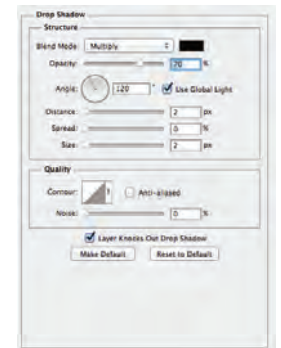 Drop Shadow
Structure
Blend Mode: Multiply
Opacity: 70 %
Angle: 120 ° Use Global Light
Distance: 2 px
Spread: 0 %
Size: 2 px
Quality
Contour: Anti-aliased
Noise: 0 %
Layer Knocks Out Drop Shadow
Make Default Reset to Default